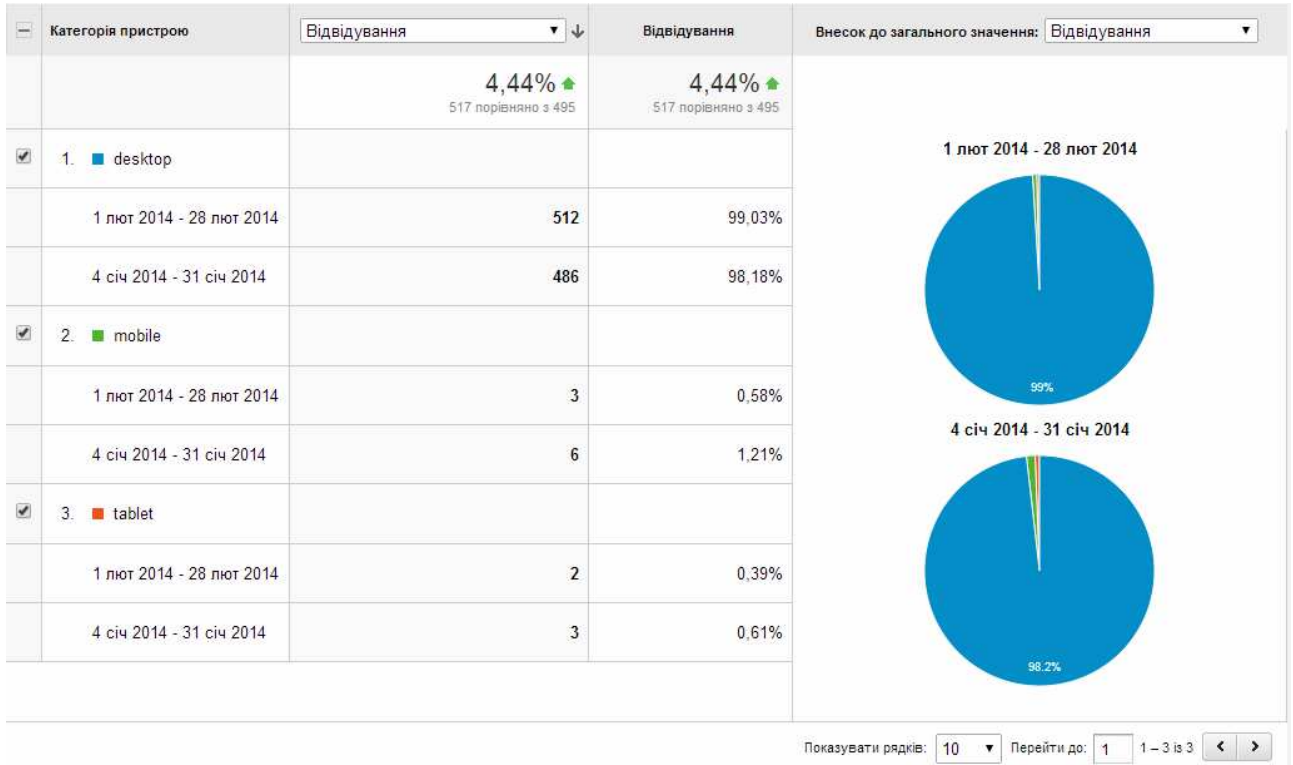 Категорія пристрою Відвідування Відвідування Внесок до загального значення: Відвідування
4,44% 4,44%
517 порівняно з 495 517 порівняно з 495
1. desktop
1 лют 2014 - 28 лют 2014 512 99,03%
4 січ 2014 - 31 січ 2014 486 98,18%
2. mobile
1 лют 2014 - 28 лют 2014 3 0,58%
4 січ 2014 - 31 січ 2014 6 1,21%
3. tablet
1 лют 2014 - 28 лют 2014 2 0,39%
4 січ 2014 - 31 січ 2014 3 0,61%
1 лют 2014 - 28 лют 2014
99%
4 січ 2014 - 31 січ 2014
98.2%
Показувати рядків: 10 Перейти до: 1 1 – 3 із 3